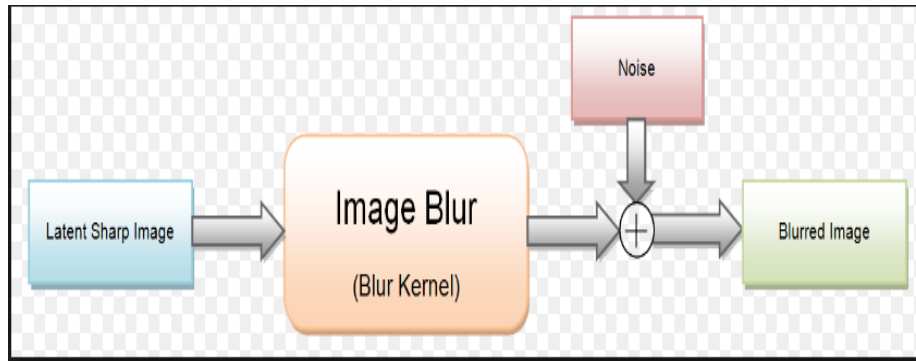 Noise
Latent Sharp Image
Image Blur
(Blur Kernel)
Blurred Image